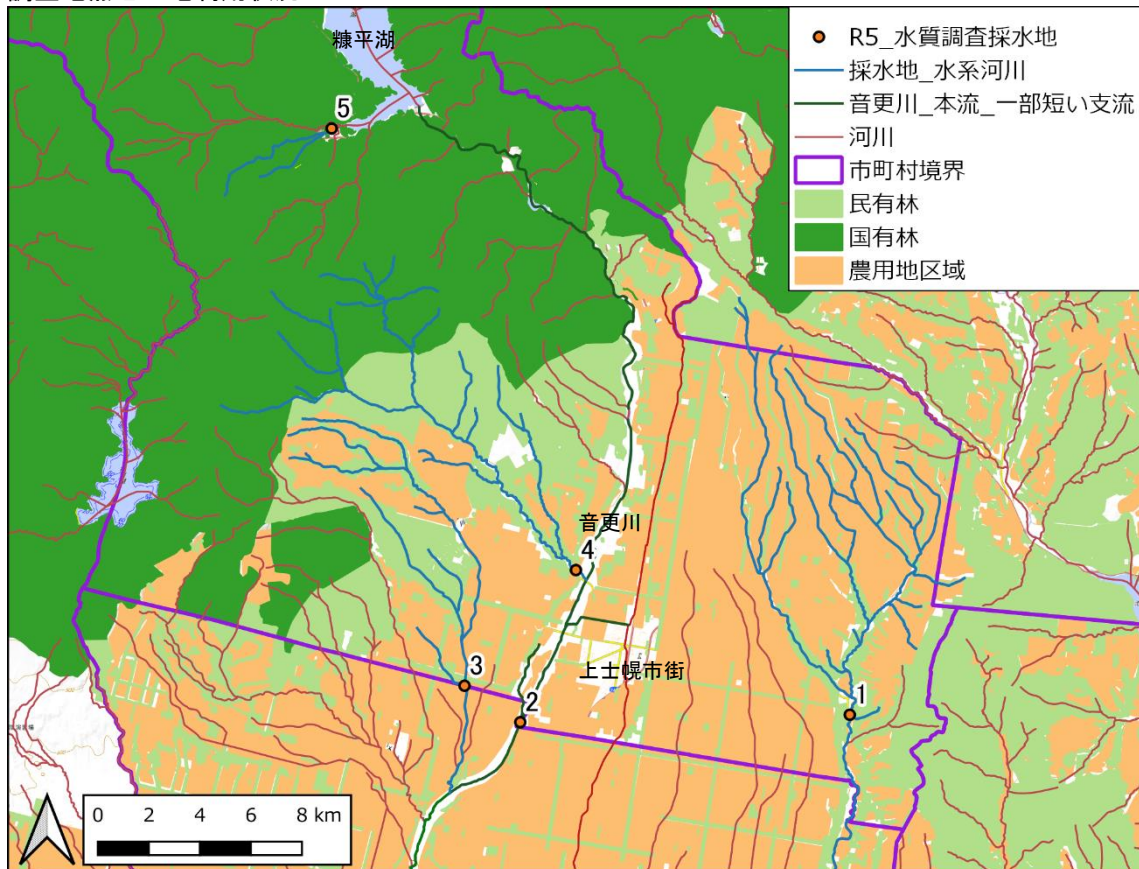 糠平湖
5
R5_水質調査採水地
採水地_水系河川
音更川_本流_一部短い支流
河川
市町村境界
民有林
国有林
農用地区域
音更川
4
上士幌市街
3
2
1
0 2 4 6 8 km